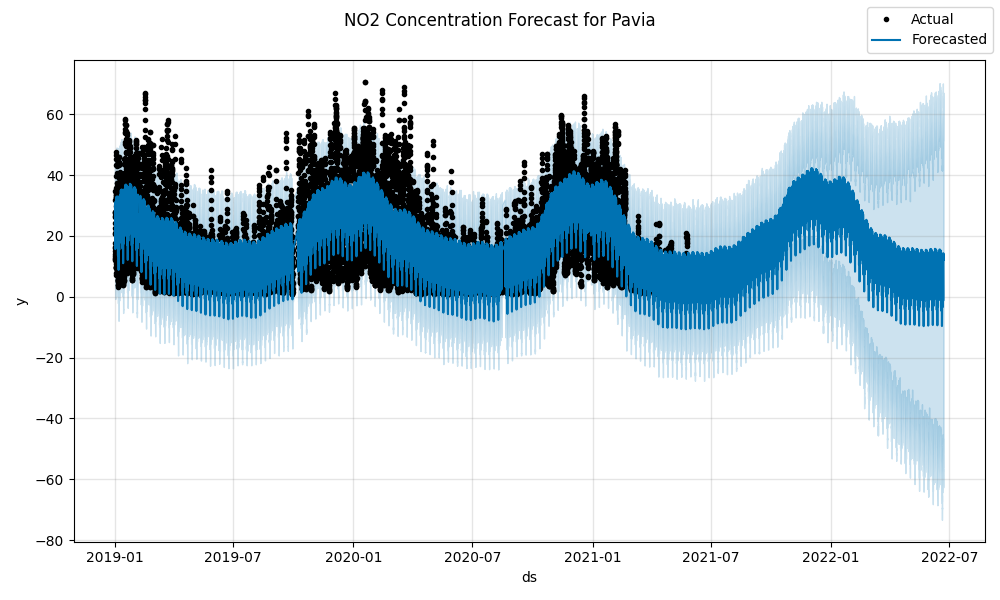 NO2 Concentration Forecast for Pavia
Actual
Forecasted
y
60
40
20
0
−20
−40
−60
−80
2019-01 2019-07 2020-01 2020-07 2021-01 2021-07 2022-01 2022-07
ds